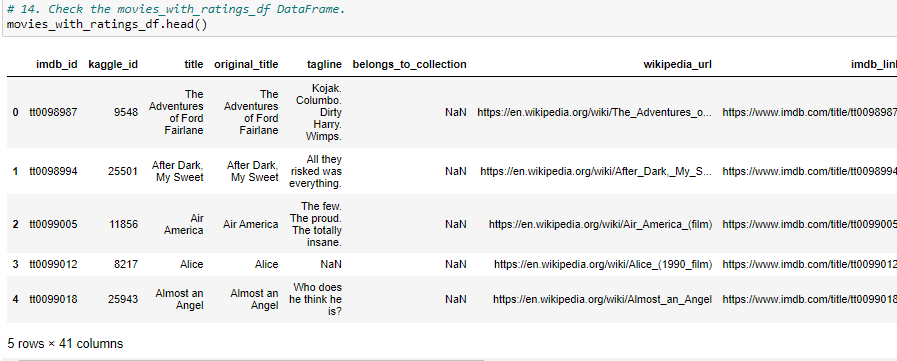 # 14. Check the movies_with_ratings_df DataFrame.
movies_with_ratings_df.head()
imdb_id kaggle_id title original_title tagline belongs_to_collection wikipedia_url imdb_lin
0 tt0098987 9548 The Adventures of Ford Fairlane The Adventures of Ford Fairlane Kojak. Columbo. Dirty Harry. Wimps. NaN https://en.wikipedia.org/wiki/The_Adventures_o... https://www.imdb.com/title/tt0098987
1 tt0098994 25501 After Dark, My Sweet After Dark, My Sweet All they risked was everything. NaN https://en.wikipedia.org/wiki/After_Dark,_My_S... https://www.imdb.com/title/tt0098994
2 tt0099005 11856 Air America Air America The few. The proud. The totally insane. NaN https://en.wikipedia.org/wiki/Air_America_(film) https://www.imdb.com/title/tt0099005
3 tt0099012 8217 Alice Alice NaN NaN https://en.wikipedia.org/wiki/Alice_(1990_film) https://www.imdb.com/title/tt0099012
4 tt0099018 25943 Almost an Angel Almost an Angel Who does he think he is? NaN https://en.wikipedia.org/wiki/Almost_an_Angel https://www.imdb.com/title/tt0099018
5 rows × 41 columns